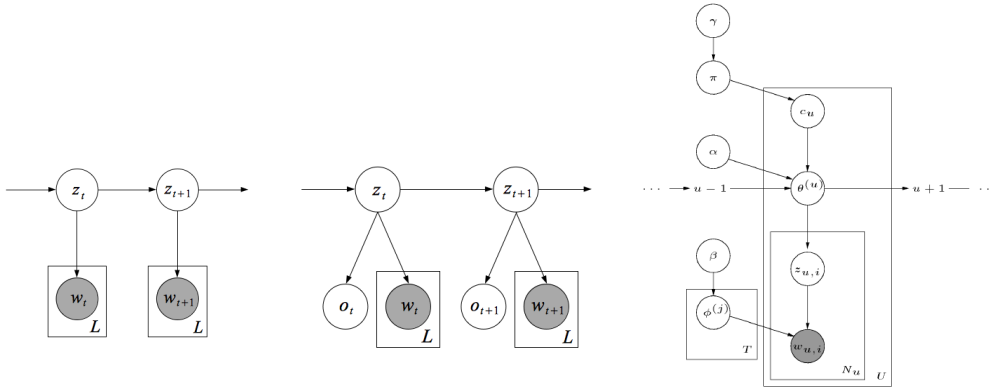 z_t
z_{t+1}
w_t
L
w_{t+1}
L
z_t
z_{t+1}
o_t
w_t
L
o_{t+1}
w_{t+1}
L
γ
π
c_u
α
· · · u − 1 θ^{(u)} u + 1 · ·
β
z_{u,i}
φ^{(j)}
T
w_{u,i}
N_u
U